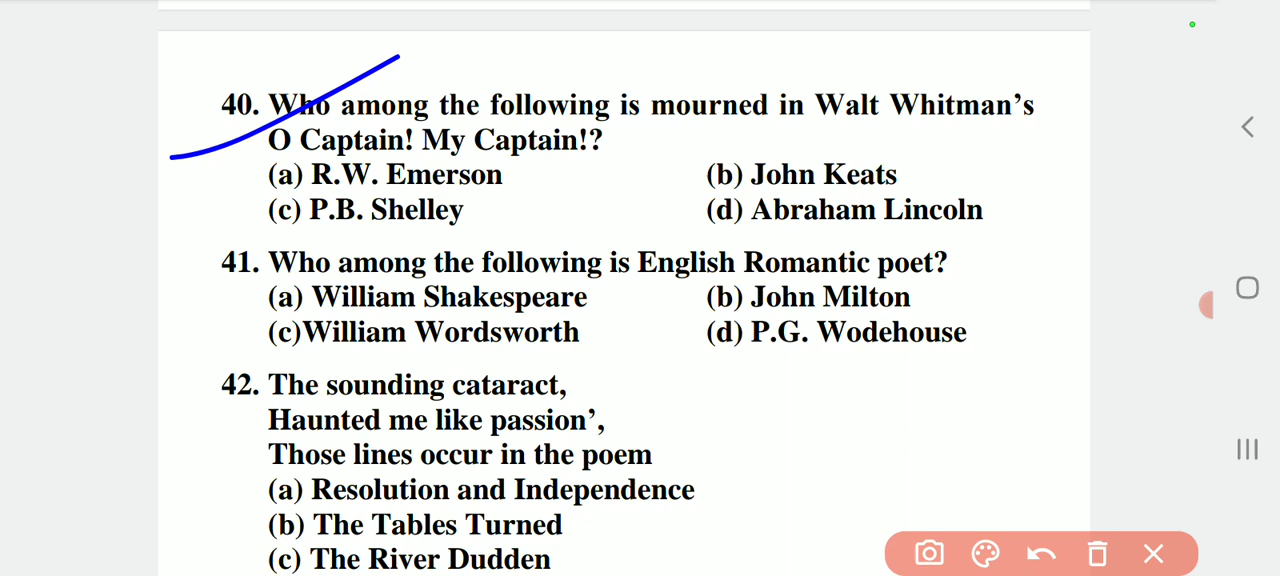 40. Who among the following is mourned in Walt Whitman's
O Captain! My Captain!?
(a) R.W. Emerson (b) John Keats
(c) P.B. Shelley (d) Abraham Lincoln
41. Who among the following is English Romantic poet?
(a) William Shakespeare (b) John Milton
(c)William Wordsworth (d) P.G. Wodehouse
42. The sounding cataract,
Haunted me like passion’,
Those lines occur in the poem
(a) Resolution and Independence
(b) The Tables Turned
(c) The River Dudden